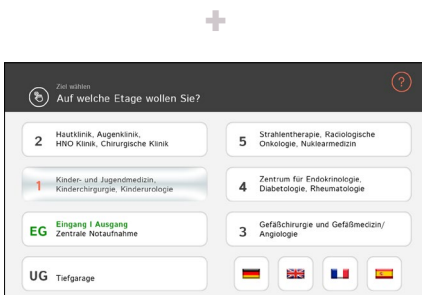 Ziel wählen
Auf welche Etage wollen Sie?
?
2
Hautklinik, Augenklinik,
HNO Klinik, Chirurgische Klinik
1
Kinder- und Jugendmedizin,
Kinderchirgurgie, Kinderurologie
EG
Eingang I Ausgang
Zentrale Notaufnahme
UG
Tiefgarage
5
Strahlentherapie, Radiologische
Onkologie, Nuklearmedizin
4
Zentrum für Endokrinologie,
Diabetologie, Rheumatologie
3
Gefäßchirurgie und Gefäßmedizin/
Angiologie